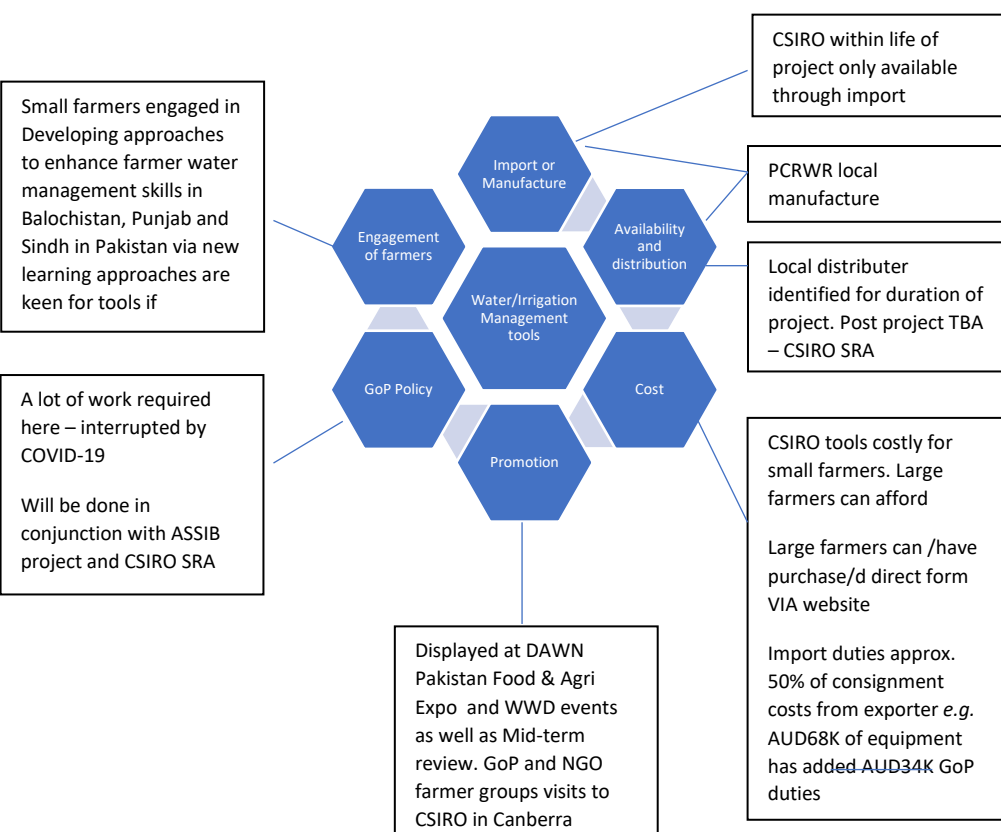 CSIRO within life of
project only available
through import
Small farmers engaged in
Developing approaches
to enhance farmer water
management skills in
Balochistan, Punjab and
Sindh in Pakistan via new
learning approaches are
keen for tools if
Import or
Manufacture
PCRWR local
manufacture
Engagement
of farmers
Availability
and
distribution
Water/Irrigation
Management
tools
Local distributer
identified for duration of
project. Post project TBA
– CSIRO SRA
GoP Policy
Cost
A lot of work required
here – interrupted by
COVID-19
Will be done in
conjunction with ASSIB
project and CSIRO SRA
Promotion
CSIRO tools costly for
small farmers. Large
farmers can afford
Large farmers can /have
purchase/d direct form
VIA website
Import duties approx.
50% of consignment
costs from exporter e.g.
AUD68K of equipment
has added AUD34K GoP
duties
Displayed at DAWN
Pakistan Food & Agri
Expo  and WWD events
as well as Mid-term
review. GoP and NGO
farmer groups visits to
CSIRO in Canberra